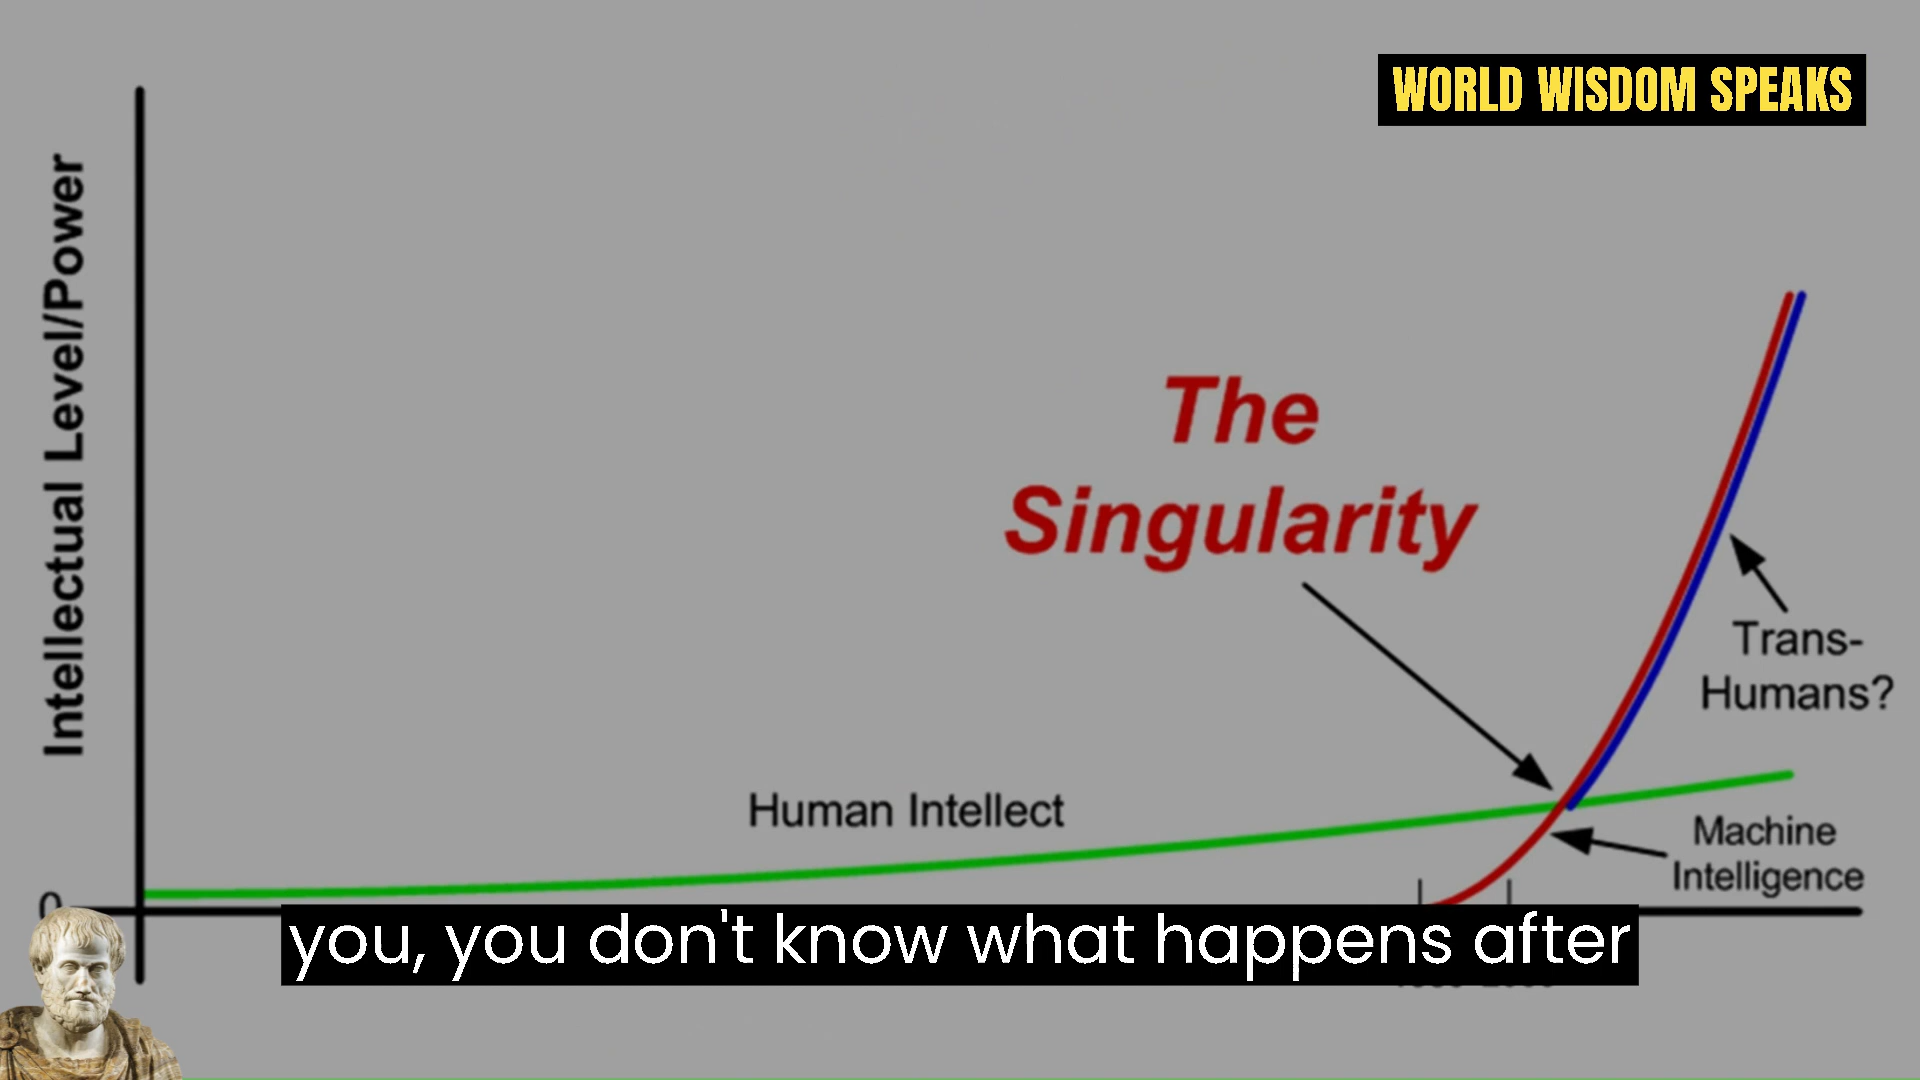 WORLD WISDOM SPEAKS
Intellectual Level/Power
The
Singularity
Trans-
Humans?
Human Intellect
Machine
Intelligence
0
you, you don't know what happens after